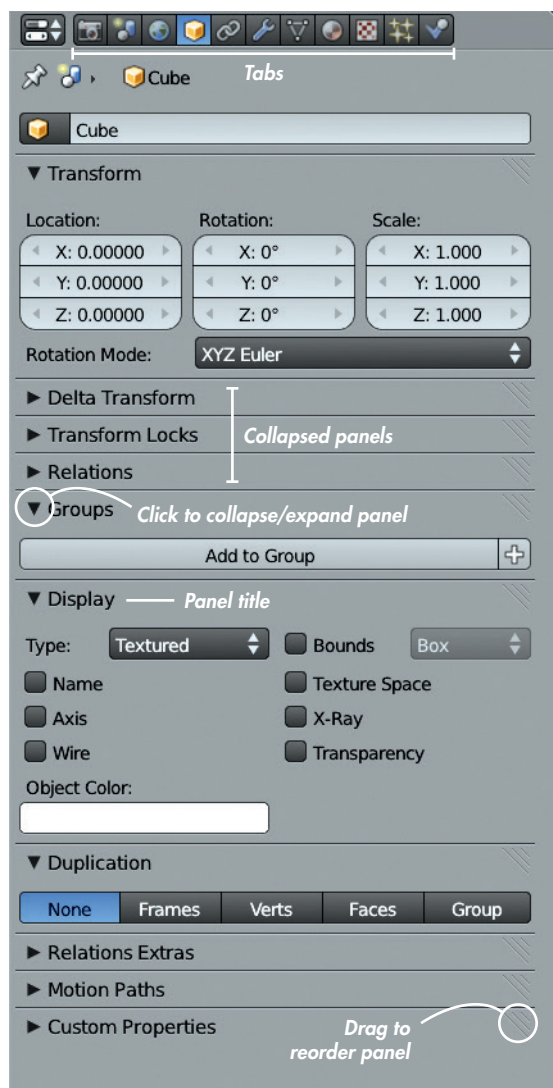 Tabs
Cube
Cube
Transform
Location: Rotation: Scale:
X: 0.00000 X: 0° X: 1.000
Y: 0.00000 Y: 0° Y: 1.000
Z: 0.00000 Z: 0° Z: 1.000
Rotation Mode: XYZ Euler
Delta Transform
Transform Locks Collapsed panels
Relations
Groups Click to collapse/expand panel
Add to Group
Display Panel title
Type: Textured Bounds Box
Name Texture Space
Axis X-Ray
Wire Transparency
Object Color:
Duplication
None Frames Verts Faces Group
Relations Extras
Motion Paths
Custom Properties Drag to
reorder panel